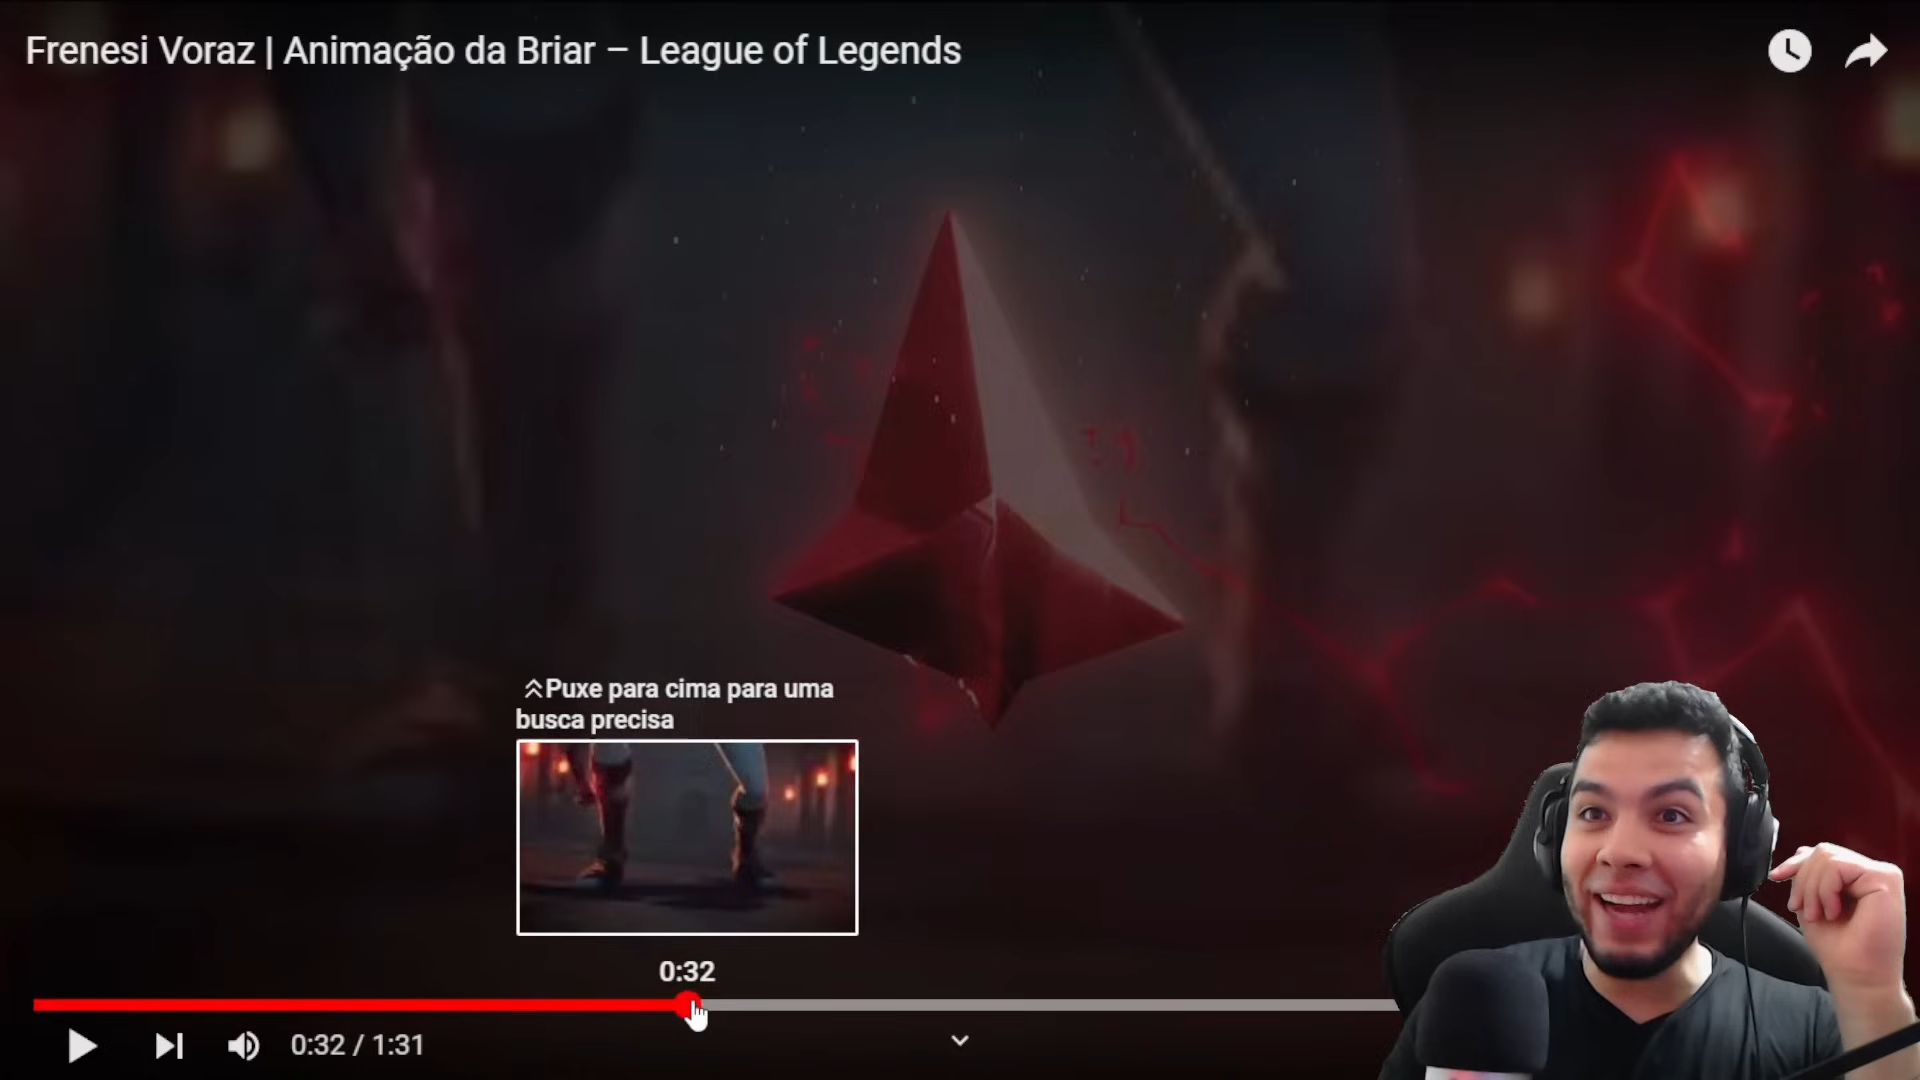 Frenesi Voraz | Animação da Briar – League of Legends
Puxe para cima para uma
busca precisa
0:32
0:32 / 1:31